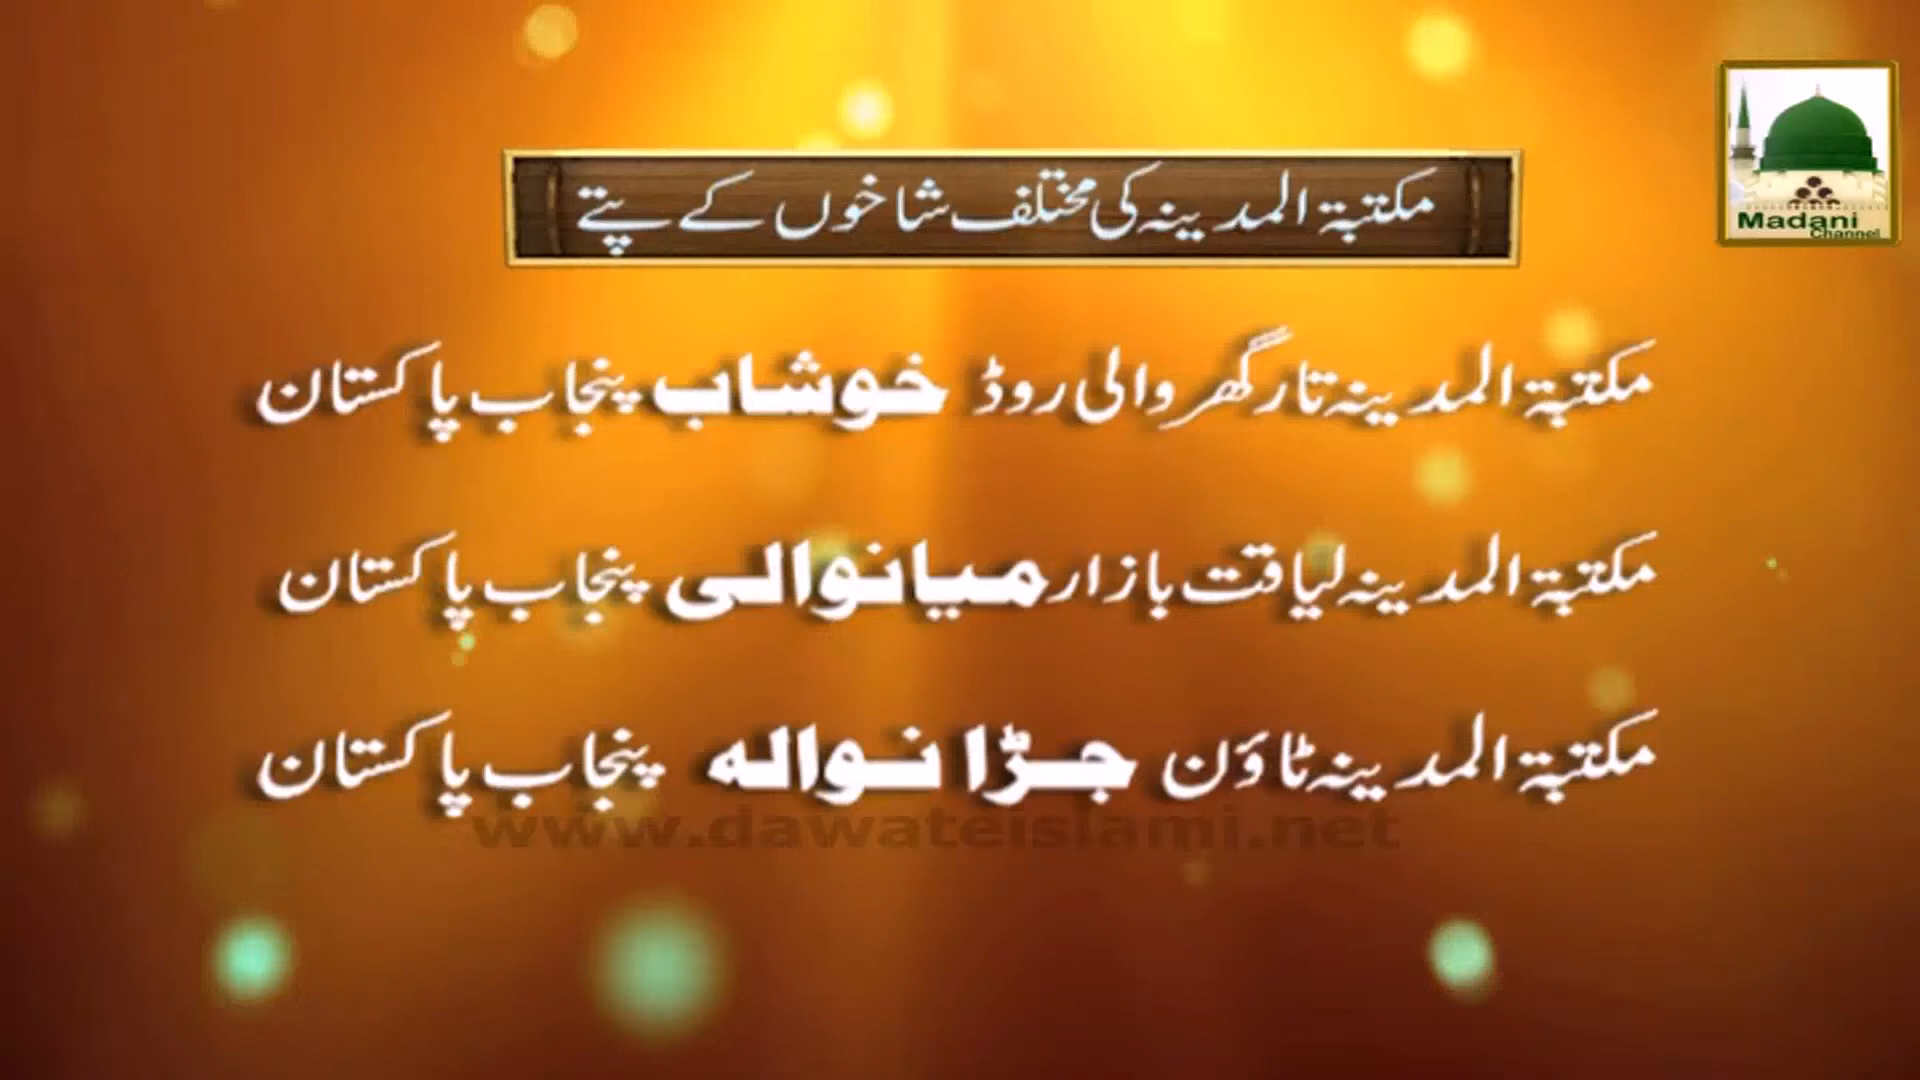 مکتبۃ المدینہ کی مختلف شاخوں کے پتے
Madani
Channel
مکتبۃ المدینہ تار گھر والی روڈ خوشاب پنجاب پاکستان
مکتبۃ المدینہ لیاقت بازار میانوالی پنجاب پاکستان
مکتبۃ المدینہ ٹاؤن جڑانوالہ پنجاب پاکستان
www.dawateislami.net